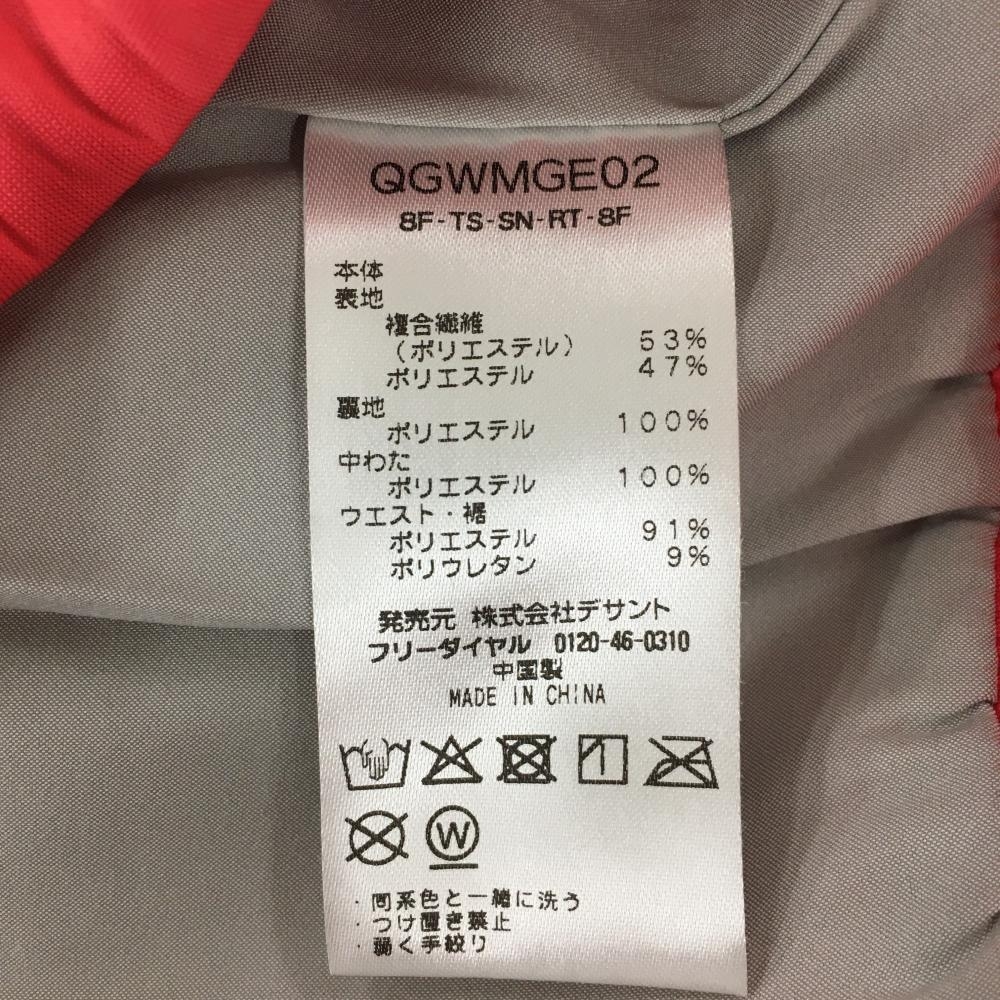 QGWMGE02
8F-TS-SN-RT-8F
本体
表地
複合繊維
(ポリエステル) 53%
ポリエステル 47%
裏地
ポリエステル 100%
中わた
ポリエステル 100%
ウエスト・裾
ポリエステル 91%
ポリウレタン 9%
発売元 株式会社デサント
フリーダイヤル 0120-46-0310
中国製
MADE IN CHINA
W
・同系色と一緒に洗う
・つけ置き禁止
・弱く手絞り